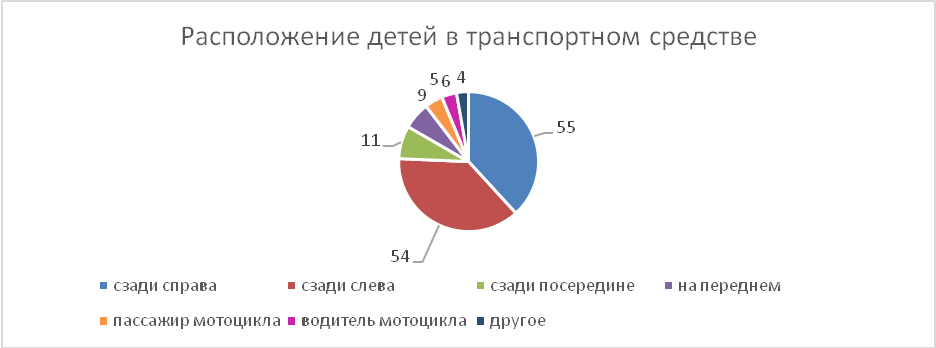 Расположение детей в транспортном средстве
5 6 4
9
55
11
54
сзади справа сзади слева сзади посередине на переднем
пассажир мотоцикла водитель мотоцикла другое